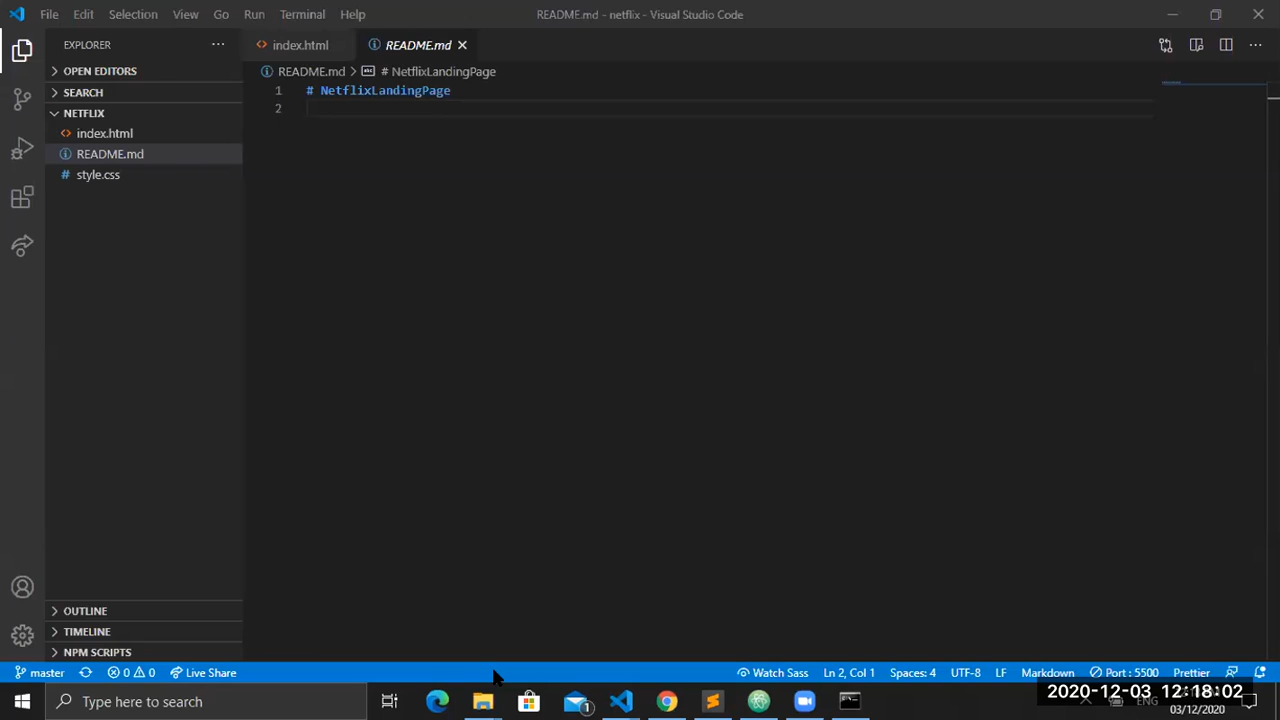 File Edit Selection View Go Run Terminal Help README.md - netflix - Visual Studio Code
EXPLORER
index.html README.md
OPEN EDITORS
README.md > # NetflixLandingPage
SEARCH
1 # NetflixLandingPage
2
NETFLIX
index.html
README.md
# style.css
OUTLINE
TIMELINE
NPM SCRIPTS
master 0 0 Live Share Watch Sass Ln 2, Col 1 Spaces: 4 UTF-8 LF Markdown Port : 5500 Prettier
Type here to search 1 ENG
2020-12-03 12:18:02
03/12/2020